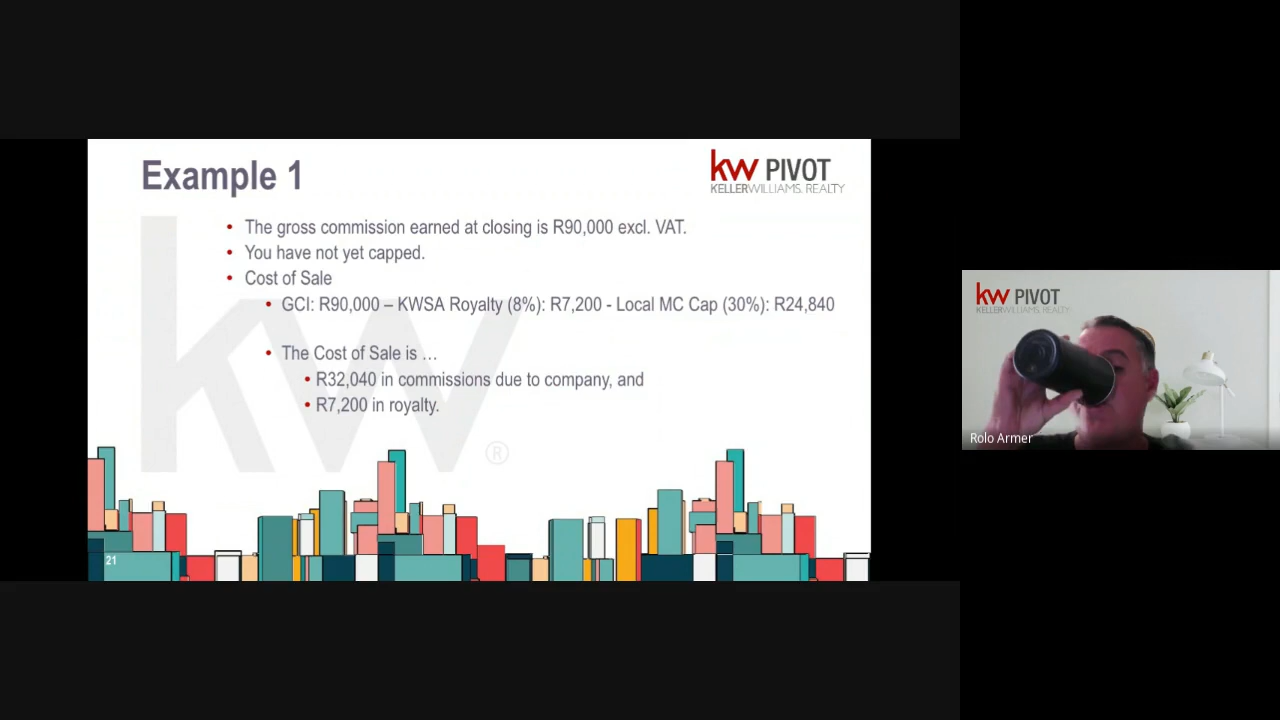 Example 1
kw PIVOT
KELLERWILLIAMS. REALTY
• The gross commission earned at closing is R90,000 excl. VAT.
• You have not yet capped.
• Cost of Sale
• GCI: R90,000 – KWSA Royalty (8%): R7,200 - Local MC Cap (30%): R24,840
• The Cost of Sale is …
• R32,040 in commissions due to company, and
• R7,200 in royalty.
kw
®
21
kw PIVOT
KELLERWILLIAMS. REALTY
Rolo Armer